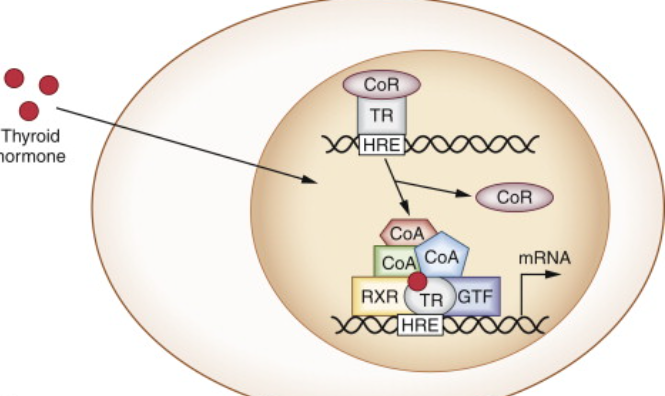 CoR
TR
HRE
Thyroid
hormone
CoR
CoA
CoA
CoA
mRNA
RXR
TR
GTF
HRE